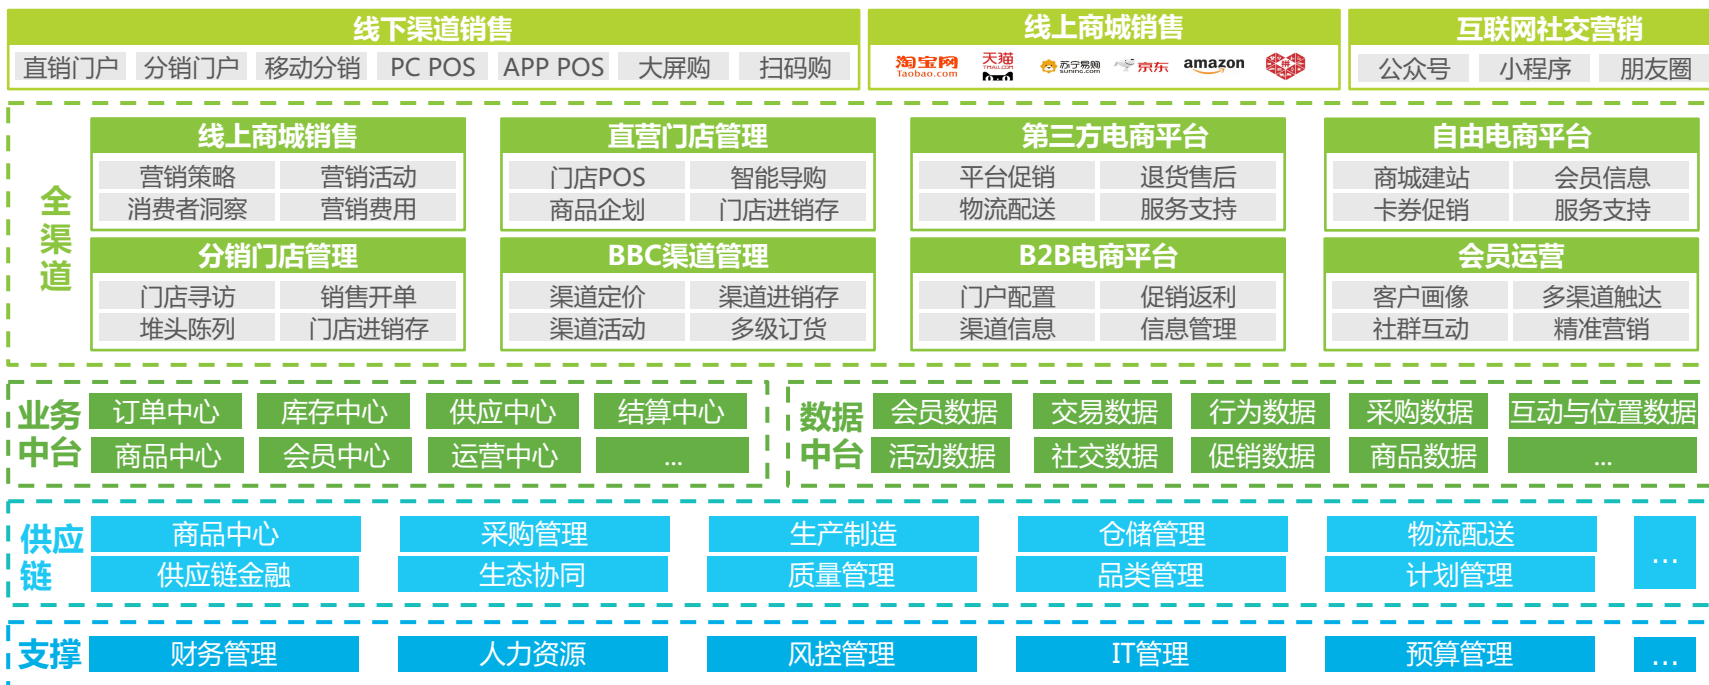 线下渠道销售
直销门户 分销门户 移动分销 PC POS APP POS 大屏购 扫码购
线上商城销售
淘宝网 天猫 苏宁易购 京东 amazon
Taobao.com TMALL.COM suning.com
互联网社交营销
公众号 小程序 朋友圈
全渠道
线上商城销售
营销策略 营销活动
消费者洞察 营销费用
直营门店管理
门店POS 智能导购
商品企划 门店进销存
第三方电商平台
平台促销 退货售后
物流配送 服务支持
自由电商平台
商城建站 会员信息
卡券促销 服务支持
分销门店管理
门店寻访 销售开单
堆头陈列 门店进销存
BBC渠道管理
渠道定价 渠道进销存
渠道活动 多级订货
B2B电商平台
门户配置 促销返利
渠道信息 信息管理
会员运营
客户画像 多渠道触达
社群互动 精准营销
业务中台
订单中心 库存中心 供应中心 结算中心
商品中心 会员中心 运营中心 ...
数据中台
会员数据 交易数据 行为数据 采购数据 互动与位置数据
活动数据 社交数据 促销数据 商品数据 ...
供应链
商品中心 采购管理 生产制造 仓储管理 物流配送
供应链金融 生态协同 质量管理 品类管理 计划管理
...
支撑
财务管理 人力资源 风控管理 IT管理 预算管理 ...